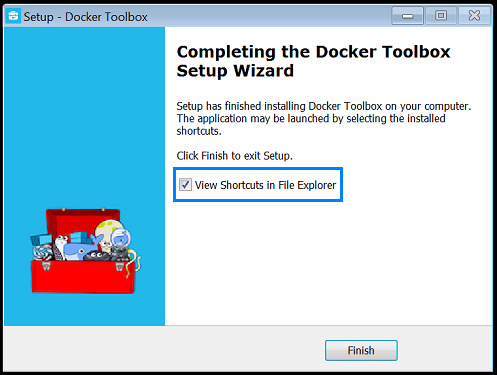 Setup - Docker Toolbox
Completing the Docker Toolbox
Setup Wizard
Setup has finished installing Docker Toolbox on your computer.
The application may be launched by selecting the installed
shortcuts.
Click Finish to exit Setup.
View Shortcuts in File Explorer
Finish